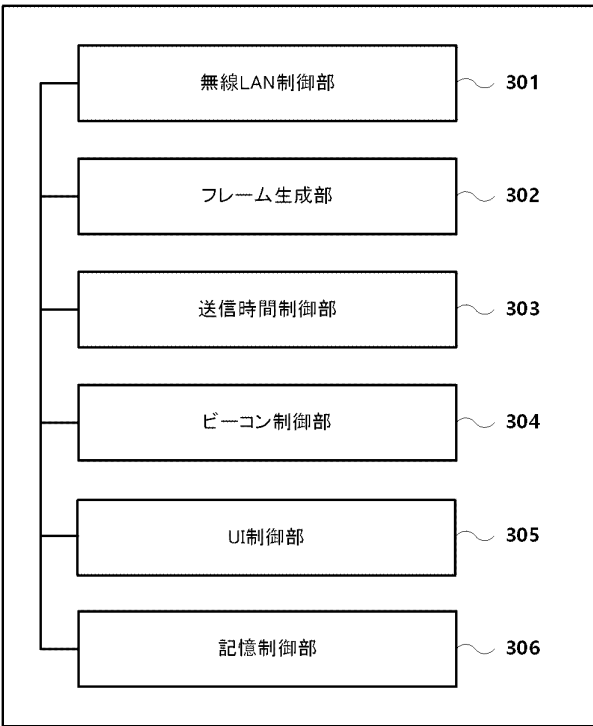 無線LAN制御部 301
フレーム生成部 302
送信時間制御部 303
ビーコン制御部 304
UI制御部 305
記憶制御部 306